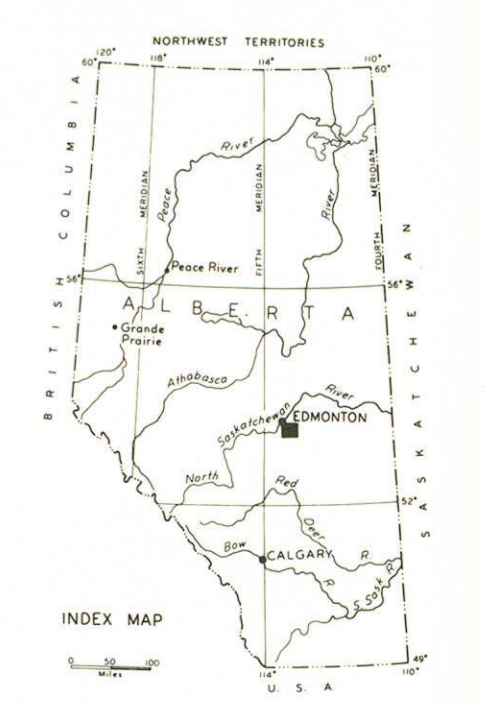 NORTHWEST TERRITORIES
120°
118°
114°
110°
60°
60°
BRITISH COLUMBIA
SASKATCHEWAN
SIXTH MERIDIAN
FIFTH MERIDIAN
FOURTH MERIDIAN
Peace River
River
Peace River
56°
56°
ALBERTA
Grande
Prairie
Athabasca
North Saskatchewan River
EDMONTON
52°
Red Deer R.
Bow R.
CALGARY
S. Sask R.
INDEX MAP
0 50 100
Miles
49°
114°
110°
U. S. A.